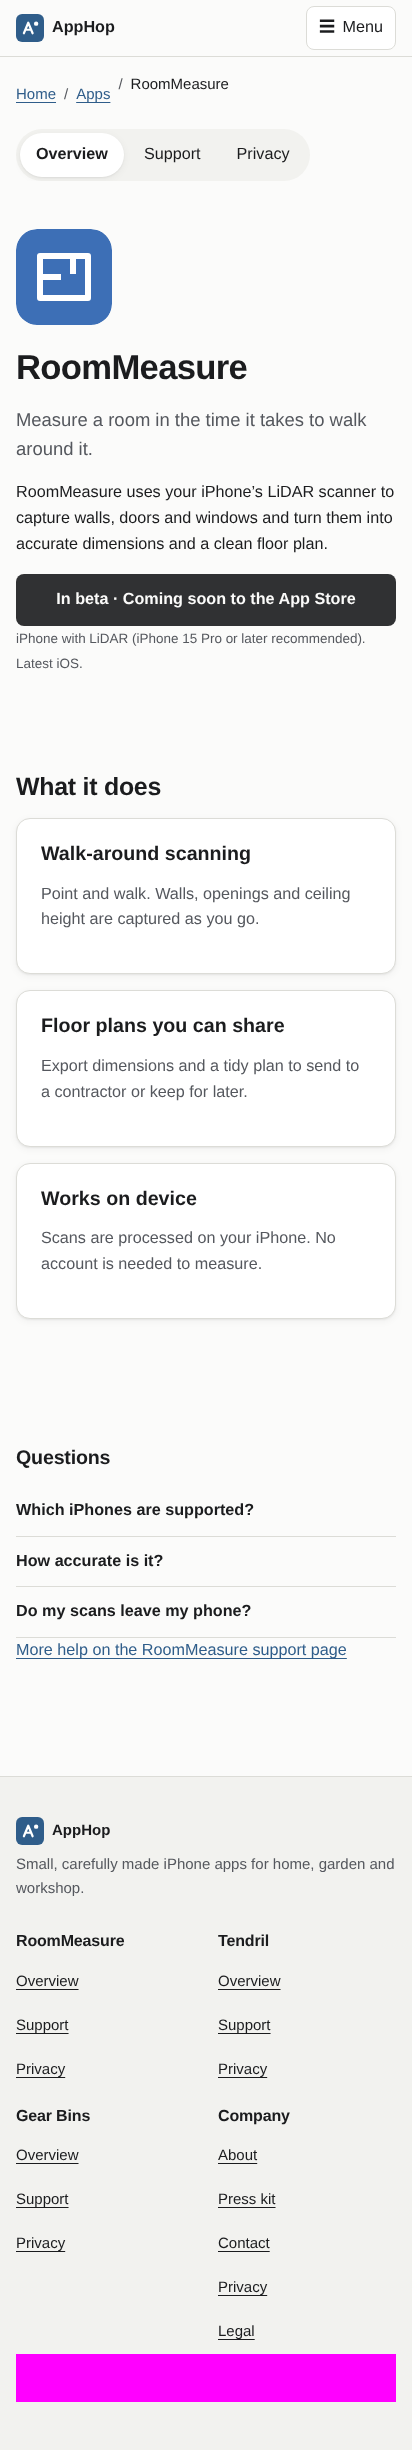 AppHop
☰ Menu
Home / Apps / RoomMeasure
Overview Support Privacy
RoomMeasure
Measure a room in the time it takes to walk
around it.
RoomMeasure uses your iPhone’s LiDAR scanner to
capture walls, doors and windows and turn them into
accurate dimensions and a clean floor plan.
In beta · Coming soon to the App Store
iPhone with LiDAR (iPhone 15 Pro or later recommended).
Latest iOS.
What it does
Walk-around scanning
Point and walk. Walls, openings and ceiling
height are captured as you go.
Floor plans you can share
Export dimensions and a tidy plan to send to
a contractor or keep for later.
Works on device
Scans are processed on your iPhone. No
account is needed to measure.
Questions
Which iPhones are supported?
How accurate is it?
Do my scans leave my phone?
More help on the RoomMeasure support page
AppHop
Small, carefully made iPhone apps for home, garden and
workshop.
RoomMeasure
Overview
Support
Privacy
Tendril
Overview
Support
Privacy
Gear Bins
Overview
Support
Privacy
Company
About
Press kit
Contact
Privacy
Legal